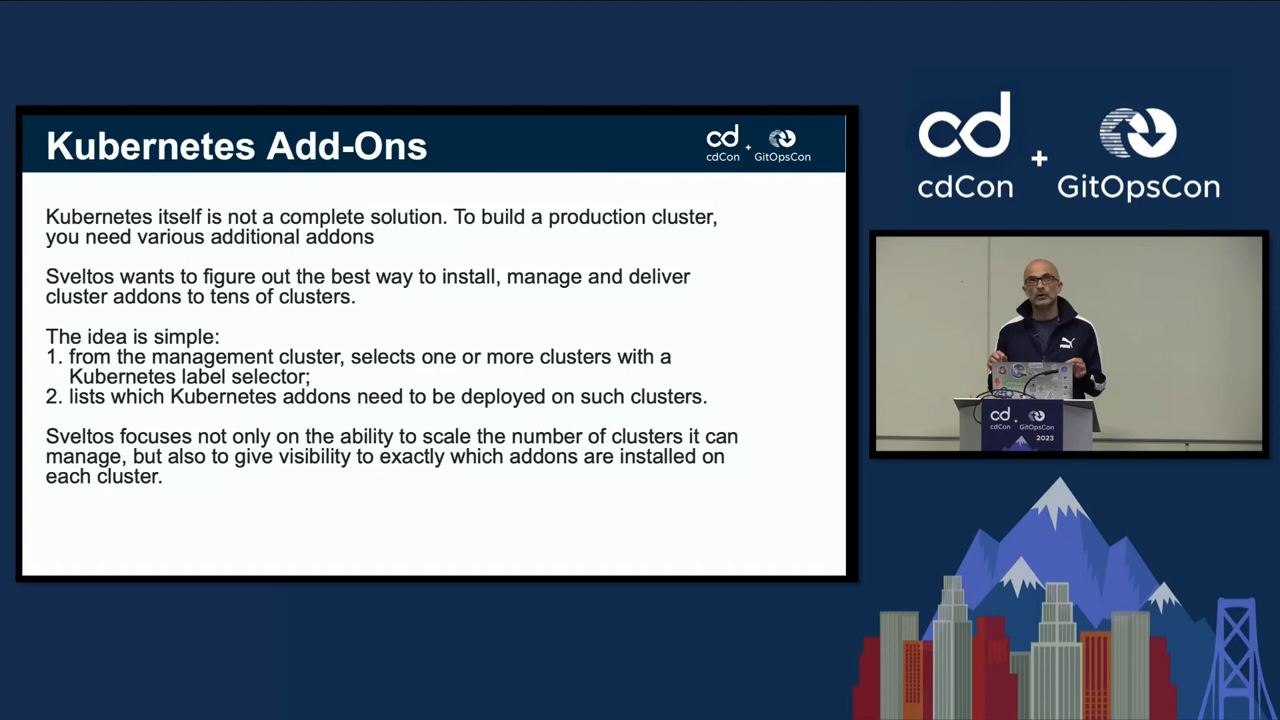 Kubernetes Add-Ons
cd
cdCon
+
GitOpsCon
Kubernetes itself is not a complete solution. To build a production cluster,
you need various additional addons
Sveltos wants to figure out the best way to install, manage and deliver
cluster addons to tens of clusters.
The idea is simple:
1. from the management cluster, selects one or more clusters with a
Kubernetes label selector;
2. lists which Kubernetes addons need to be deployed on such clusters.
Sveltos focuses not only on the ability to scale the number of clusters it can
manage, but also to give visibility to exactly which addons are installed on
each cluster.
cd
cdCon
+
GitOpsCon
PUMA
cd
cdCon
+
GitOpsCon
2023